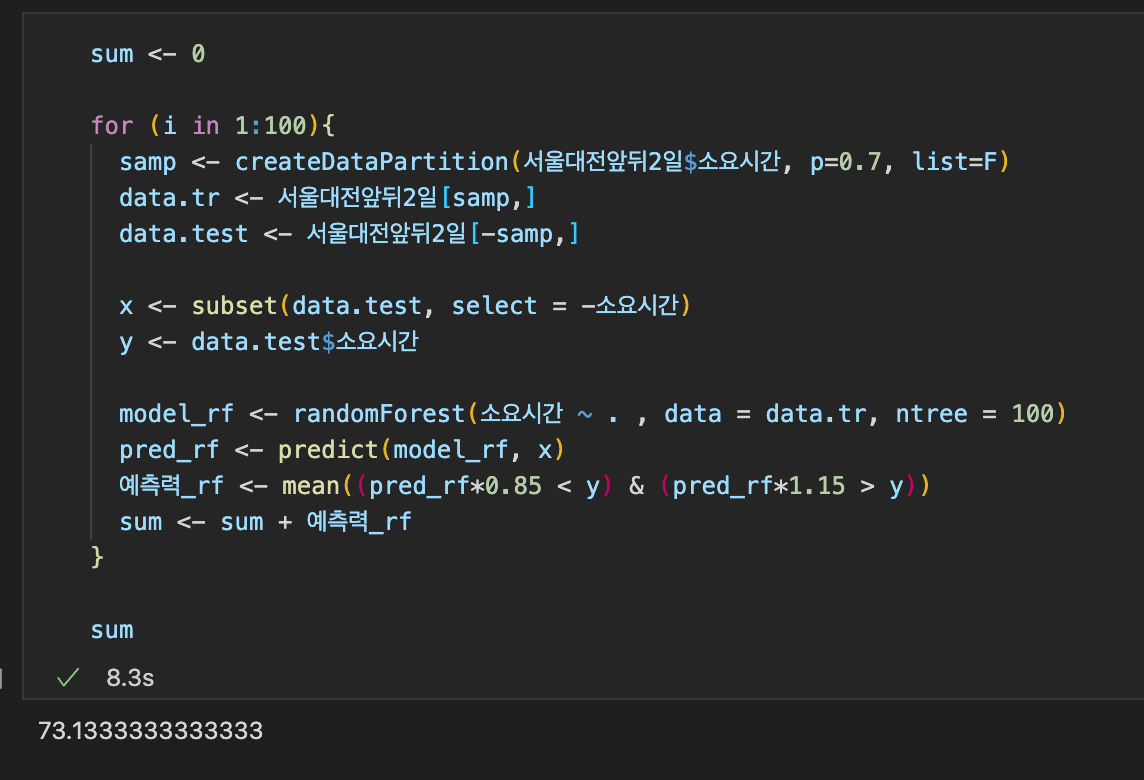 sum <- 0
for (i in 1:100){
samp <- createDataPartition(서울대전앞뒤2일$소요시간, p=0.7, list=F)
data.tr <- 서울대전앞뒤2일[samp,]
data.test <- 서울대전앞뒤2일[-samp,]
x <- subset(data.test, select = -소요시간)
y <- data.test$소요시간
model_rf <- randomForest(소요시간 ~ . , data = data.tr, ntree = 100)
pred_rf <- predict(model_rf, x)
예측력_rf <- mean((pred_rf*0.85 < y) & (pred_rf*1.15 > y))
sum <- sum + 예측력_rf
}
sum
8.3s
73.1333333333333